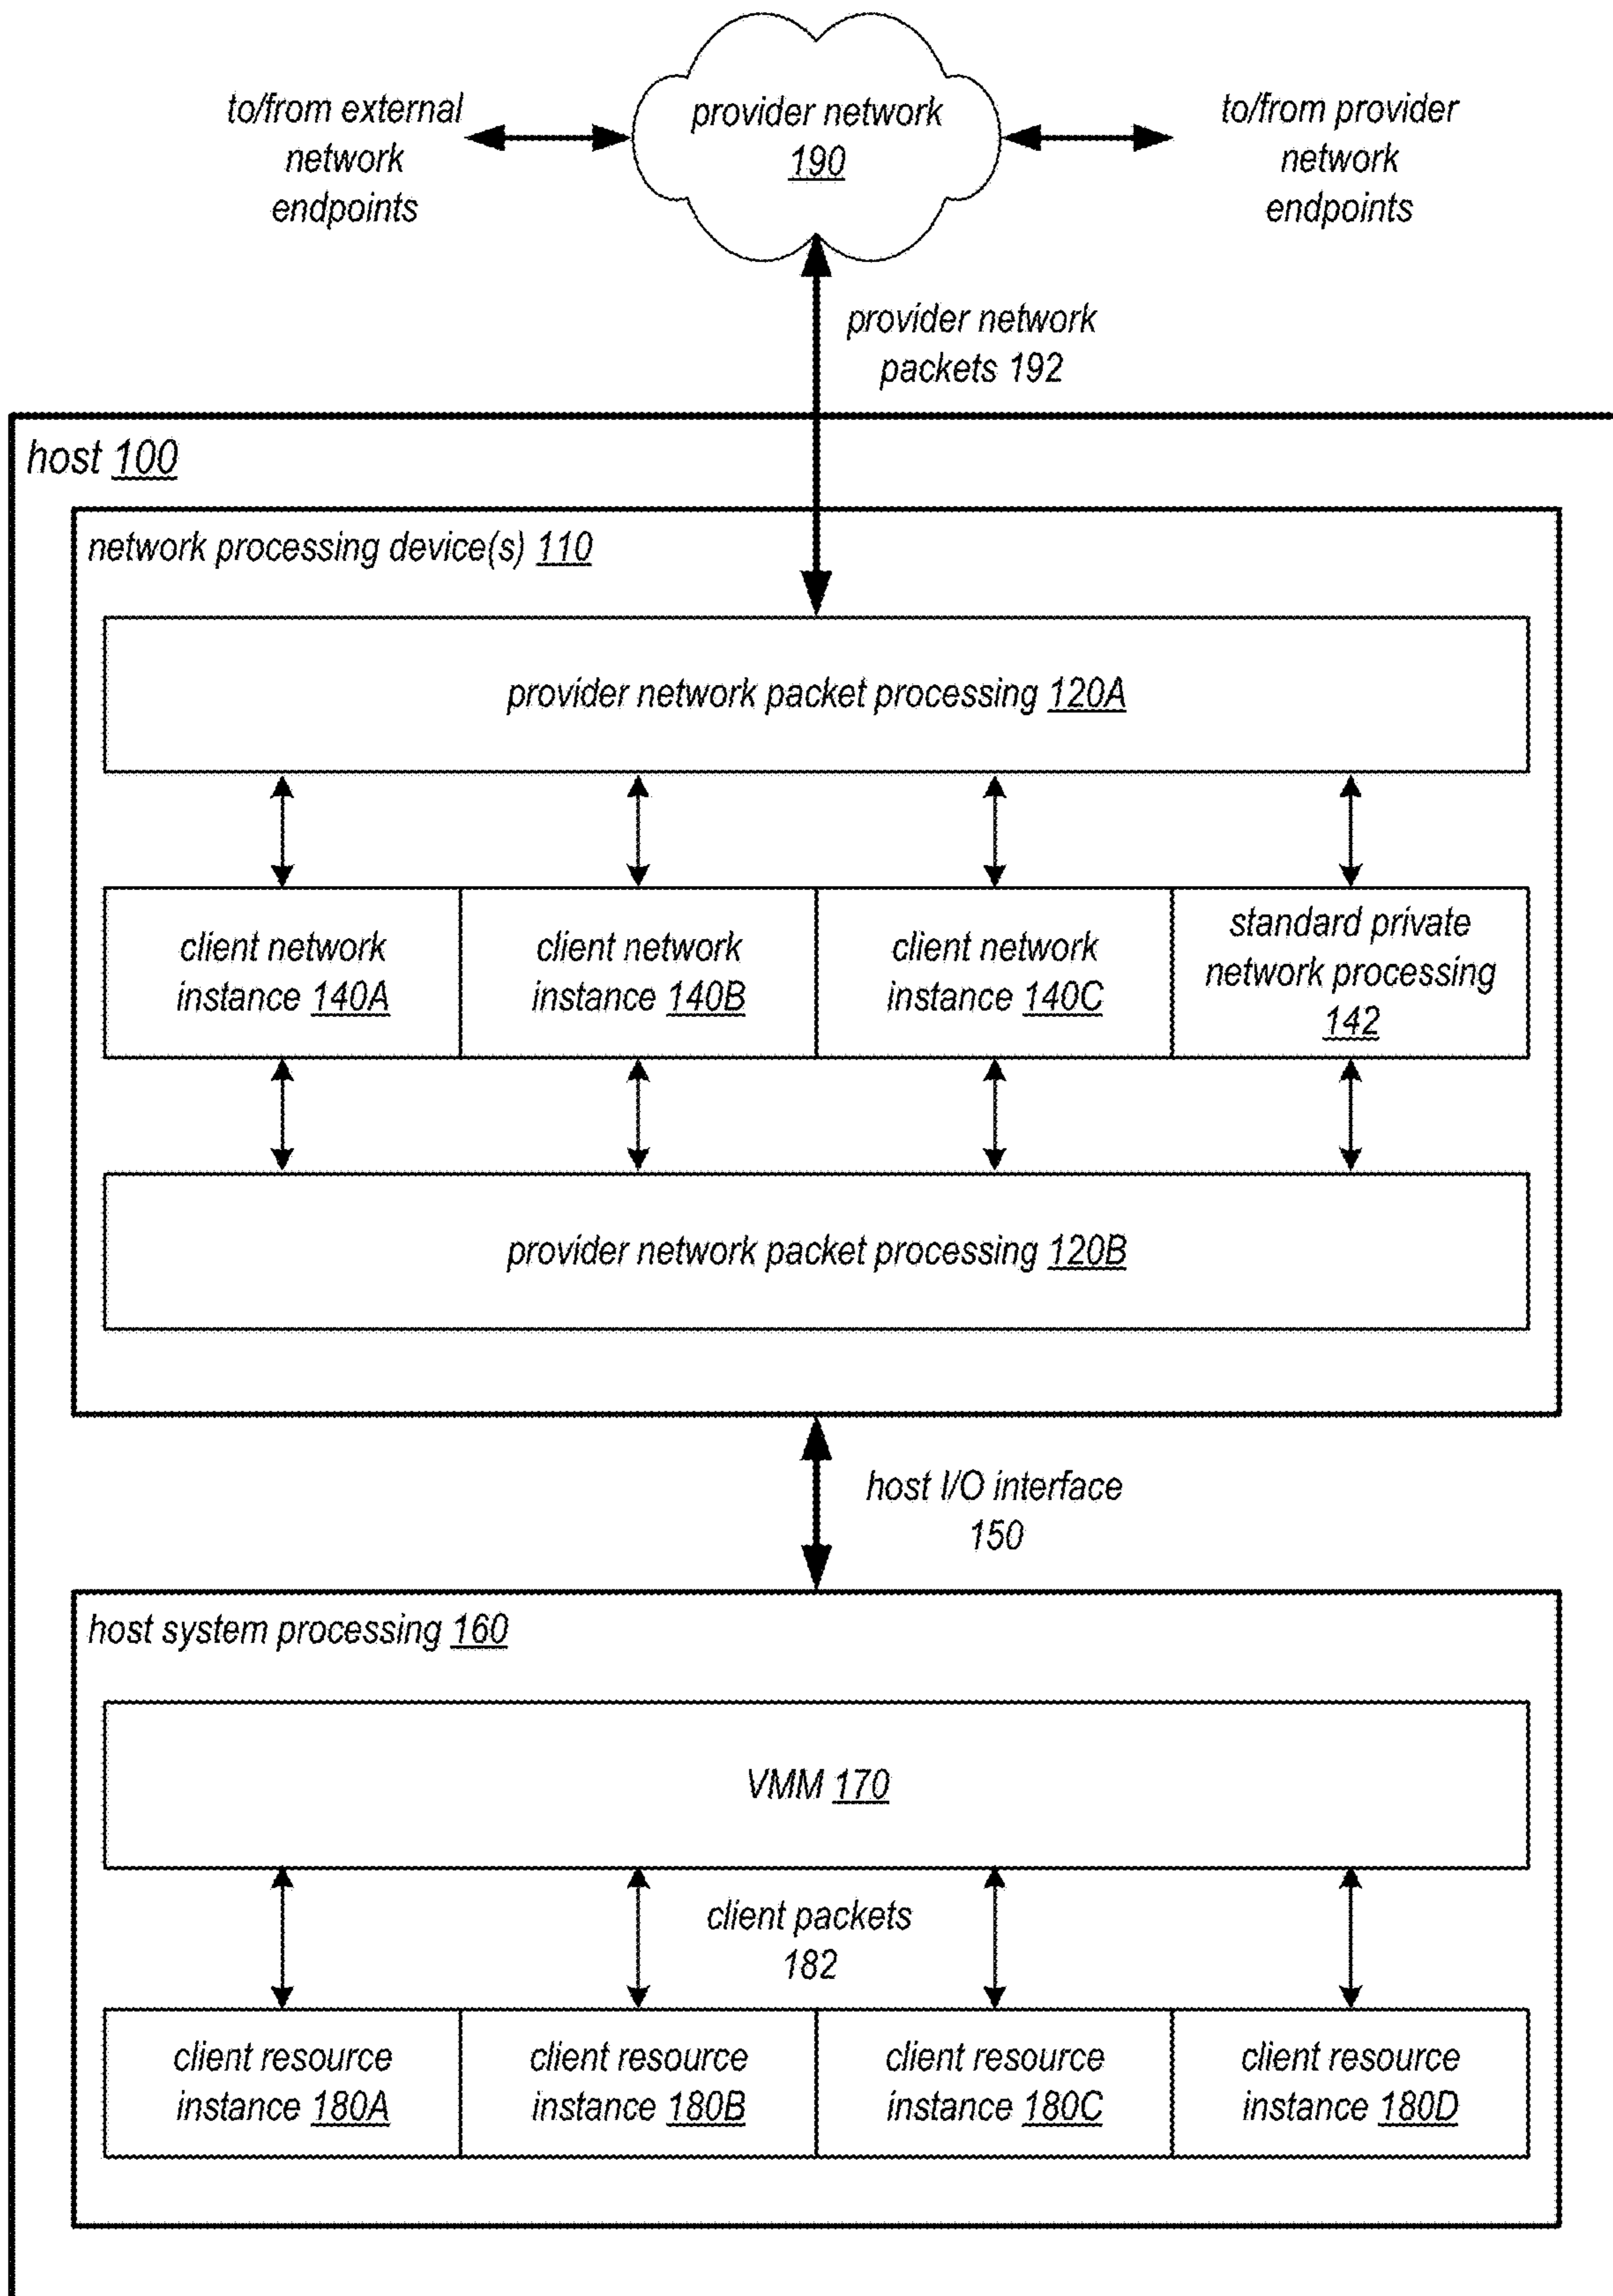 to/from external
network
endpoints
provider network
190
to/from provider
network
endpoints
provider network
packets 192
host 100
network processing device(s) 110
provider network packet processing 120A
client network
instance 140A
client network
instance 140B
client network
instance 140C
standard private
network processing
142
provider network packet processing 120B
host I/O interface
150
host system processing 160
VMM 170
client packets
182
client resource
instance 180A
client resource
instance 180B
client resource
instance 180C
client resource
instance 180D